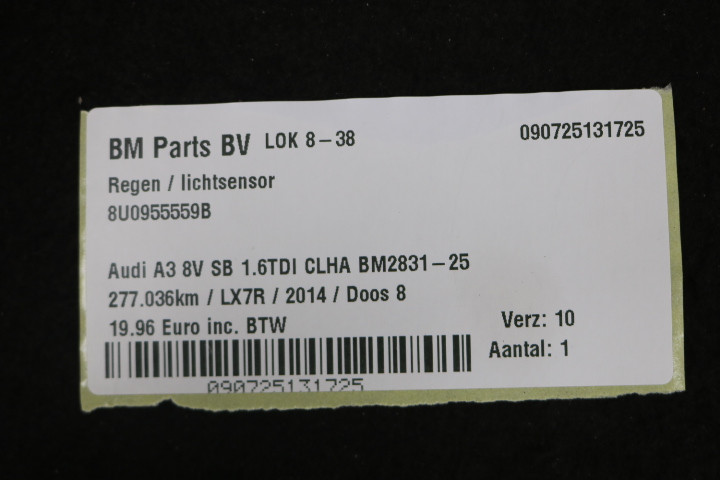 BM Parts BV LOK 8-38 090725131725
Regen / lichtsensor
8U0955559B
Audi A3 8V SB 1.6TDI CLHA BM2831-25
277.036km / LX7R / 2014 / Doos 8
19.96 Euro inc. BTW
Verz: 10
Aantal: 1
090725131725